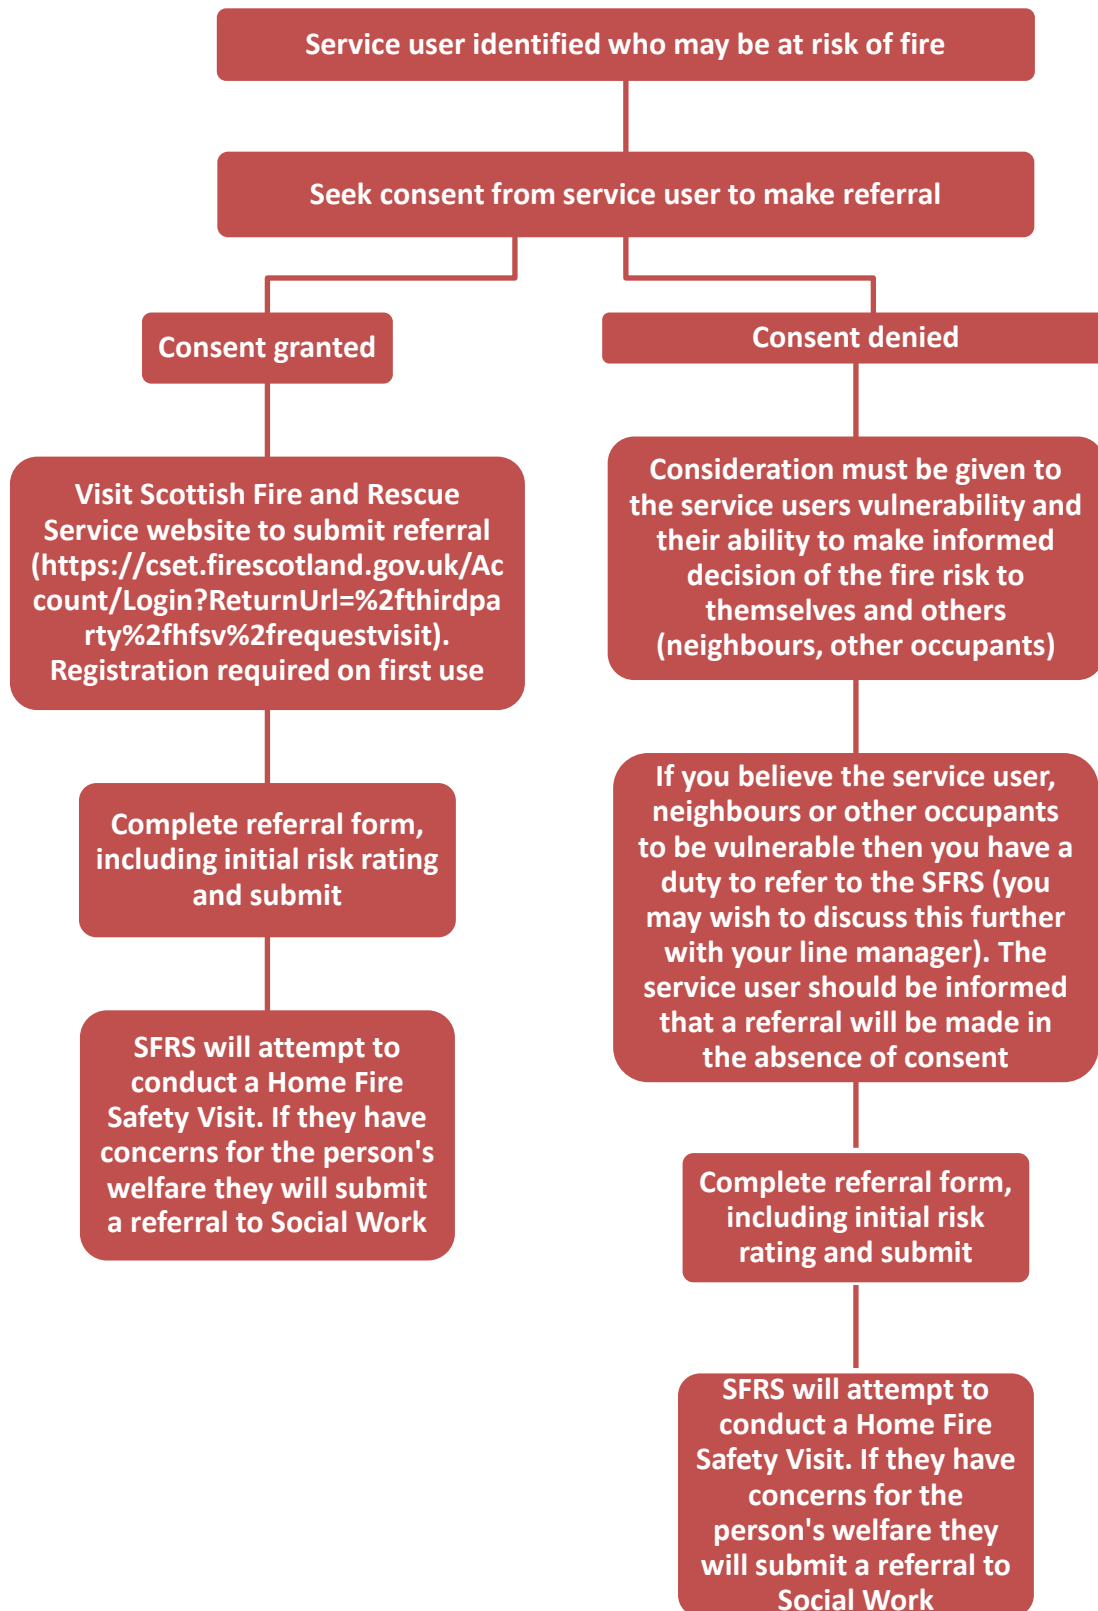 Service user identified who may be at risk of fire
Seek consent from service user to make referral
Consent granted
Visit Scottish Fire and Rescue
Service website to submit referral
(https://cset.firescotland.gov.uk/Ac
count/Login?ReturnUrl=%2fthirdpa
rty%2fhfsv%2frequestvisit).
Registration required on first use
Complete referral form,
including initial risk rating
and submit
SFRS will attempt to
conduct a Home Fire
Safety Visit. If they have
concerns for the person's
welfare they will submit
a referral to Social Work
Consent denied
Consideration must be given to
the service users vulnerability and
their ability to make informed
decision of the fire risk to
themselves and others
(neighbours, other occupants)
If you believe the service user,
neighbours or other occupants
to be vulnerable then you have a
duty to refer to the SFRS (you
may wish to discuss this further
with your line manager). The
service user should be informed
that a referral will be made in
the absence of consent
Complete referral form,
including initial risk
rating and submit
SFRS will attempt to
conduct a Home Fire
Safety Visit. If they have
concerns for the
person's welfare they
will submit a referral to
Social Work